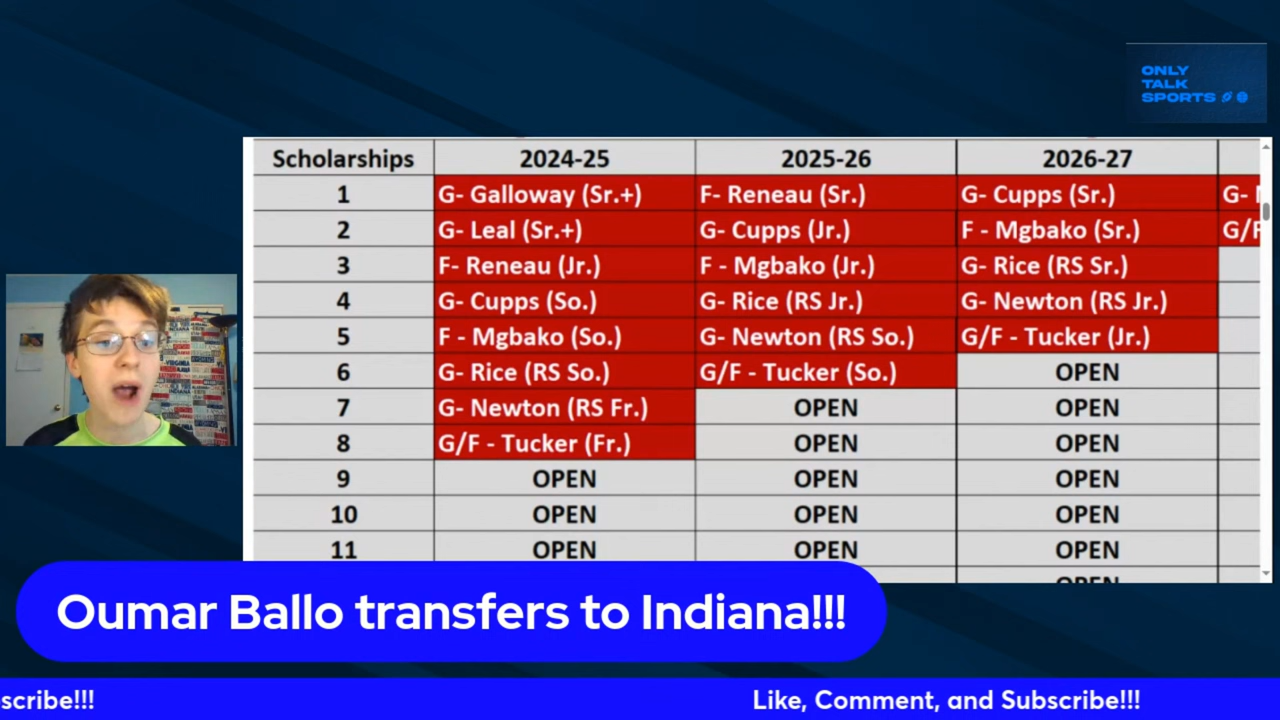 ONLY
TALK
SPORTS
Scholarships 2024-25 2025-26 2026-27
1 G- Galloway (Sr.+) F- Reneau (Sr.) G- Cupps (Sr.) G-
2 G- Leal (Sr.+) G- Cupps (Jr.) F - Mgbako (Sr.) G/F
3 F- Reneau (Jr.) F - Mgbako (Jr.) G- Rice (RS Sr.)
4 G- Cupps (So.) G- Rice (RS Jr.) G- Newton (RS Jr.)
5 F - Mgbako (So.) G- Newton (RS So.) G/F - Tucker (Jr.)
6 G- Rice (RS So.) G/F - Tucker (So.) OPEN
7 G- Newton (RS Fr.) OPEN OPEN
8 G/F - Tucker (Fr.) OPEN OPEN
9 OPEN OPEN OPEN
10 OPEN OPEN OPEN
11 OPEN OPEN OPEN
OPEN
VIRGINIA
INDIANA
Oumar Ballo transfers to Indiana!!!
scribe!!! Like, Comment, and Subscribe!!!